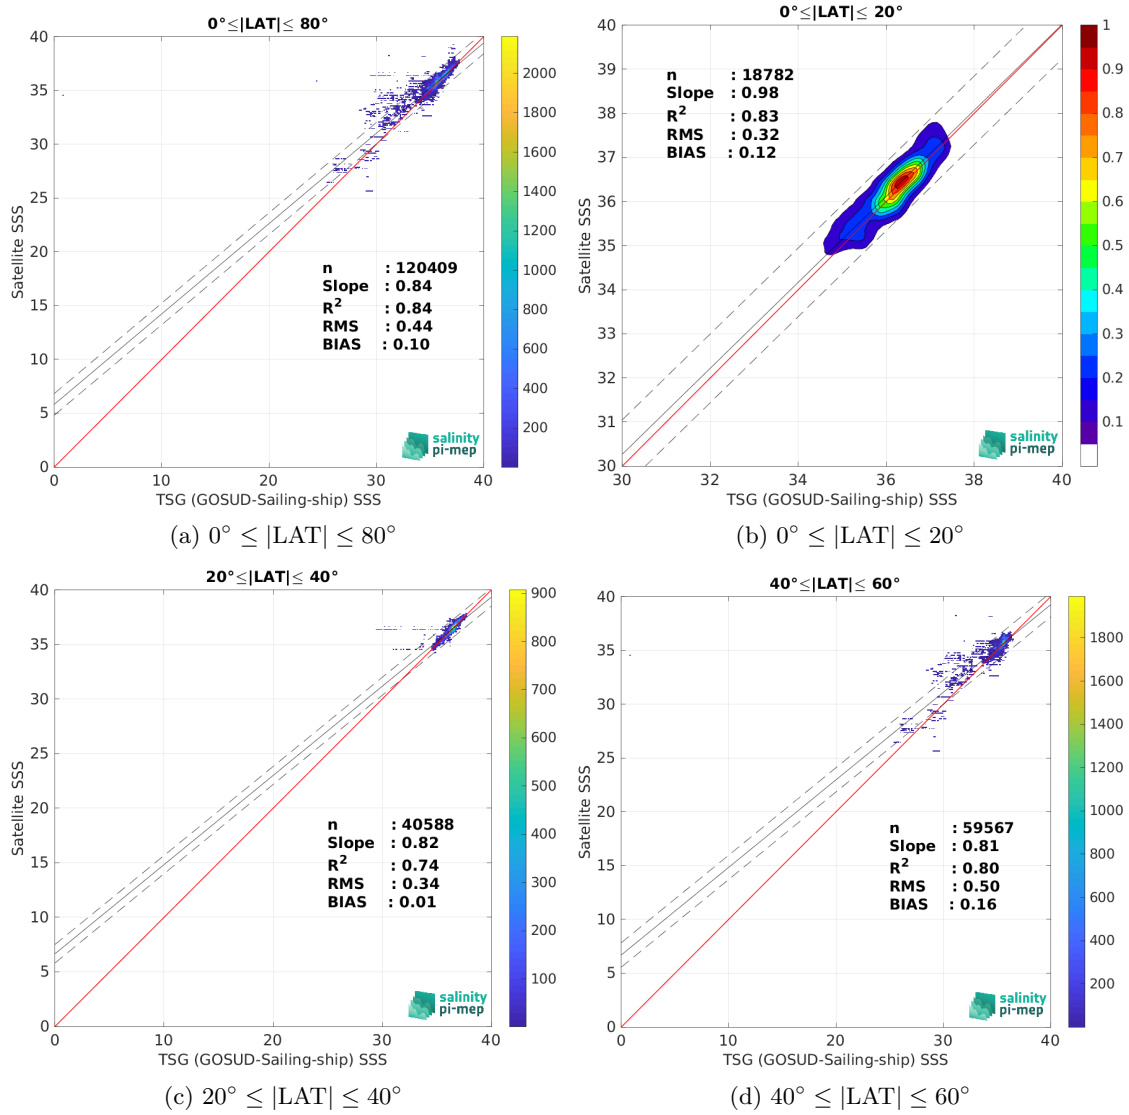 0°≤|LAT|≤ 80°
40
35
30
25
20
15
10
5
0
0
10
20
30
40
Satellite SSS
TSG (GOSUD-Sailing-ship) SSS
n : 120409
Slope : 0.84
R² : 0.84
RMS : 0.44
BIAS : 0.10
salinity
pi-mep
2000
1800
1600
1400
1200
1000
800
600
400
200
(a) 0° ≤ |LAT| ≤ 80°
0°≤|LAT|≤ 20°
40
39
38
37
36
35
34
33
32
31
30
30
32
34
36
38
40
Satellite SSS
TSG (GOSUD-Sailing-ship) SSS
n : 18782
Slope : 0.98
R² : 0.83
RMS : 0.32
BIAS : 0.12
salinity
pi-mep
1
0.9
0.8
0.7
0.6
0.5
0.4
0.3
0.2
0.1
(b) 0° ≤ |LAT| ≤ 20°
20°≤|LAT|≤ 40°
40
35
30
25
20
15
10
5
0
0
10
20
30
40
Satellite SSS
TSG (GOSUD-Sailing-ship) SSS
n : 40588
Slope : 0.82
R² : 0.74
RMS : 0.34
BIAS : 0.01
salinity
pi-mep
900
800
700
600
500
400
300
200
100
(c) 20° ≤ |LAT| ≤ 40°
40°≤|LAT|≤ 60°
40
35
30
25
20
15
10
5
0
0
10
20
30
40
Satellite SSS
TSG (GOSUD-Sailing-ship) SSS
n : 59567
Slope : 0.81
R² : 0.80
RMS : 0.50
BIAS : 0.16
salinity
pi-mep
1800
1600
1400
1200
1000
800
600
400
200
(d) 40° ≤ |LAT| ≤ 60°